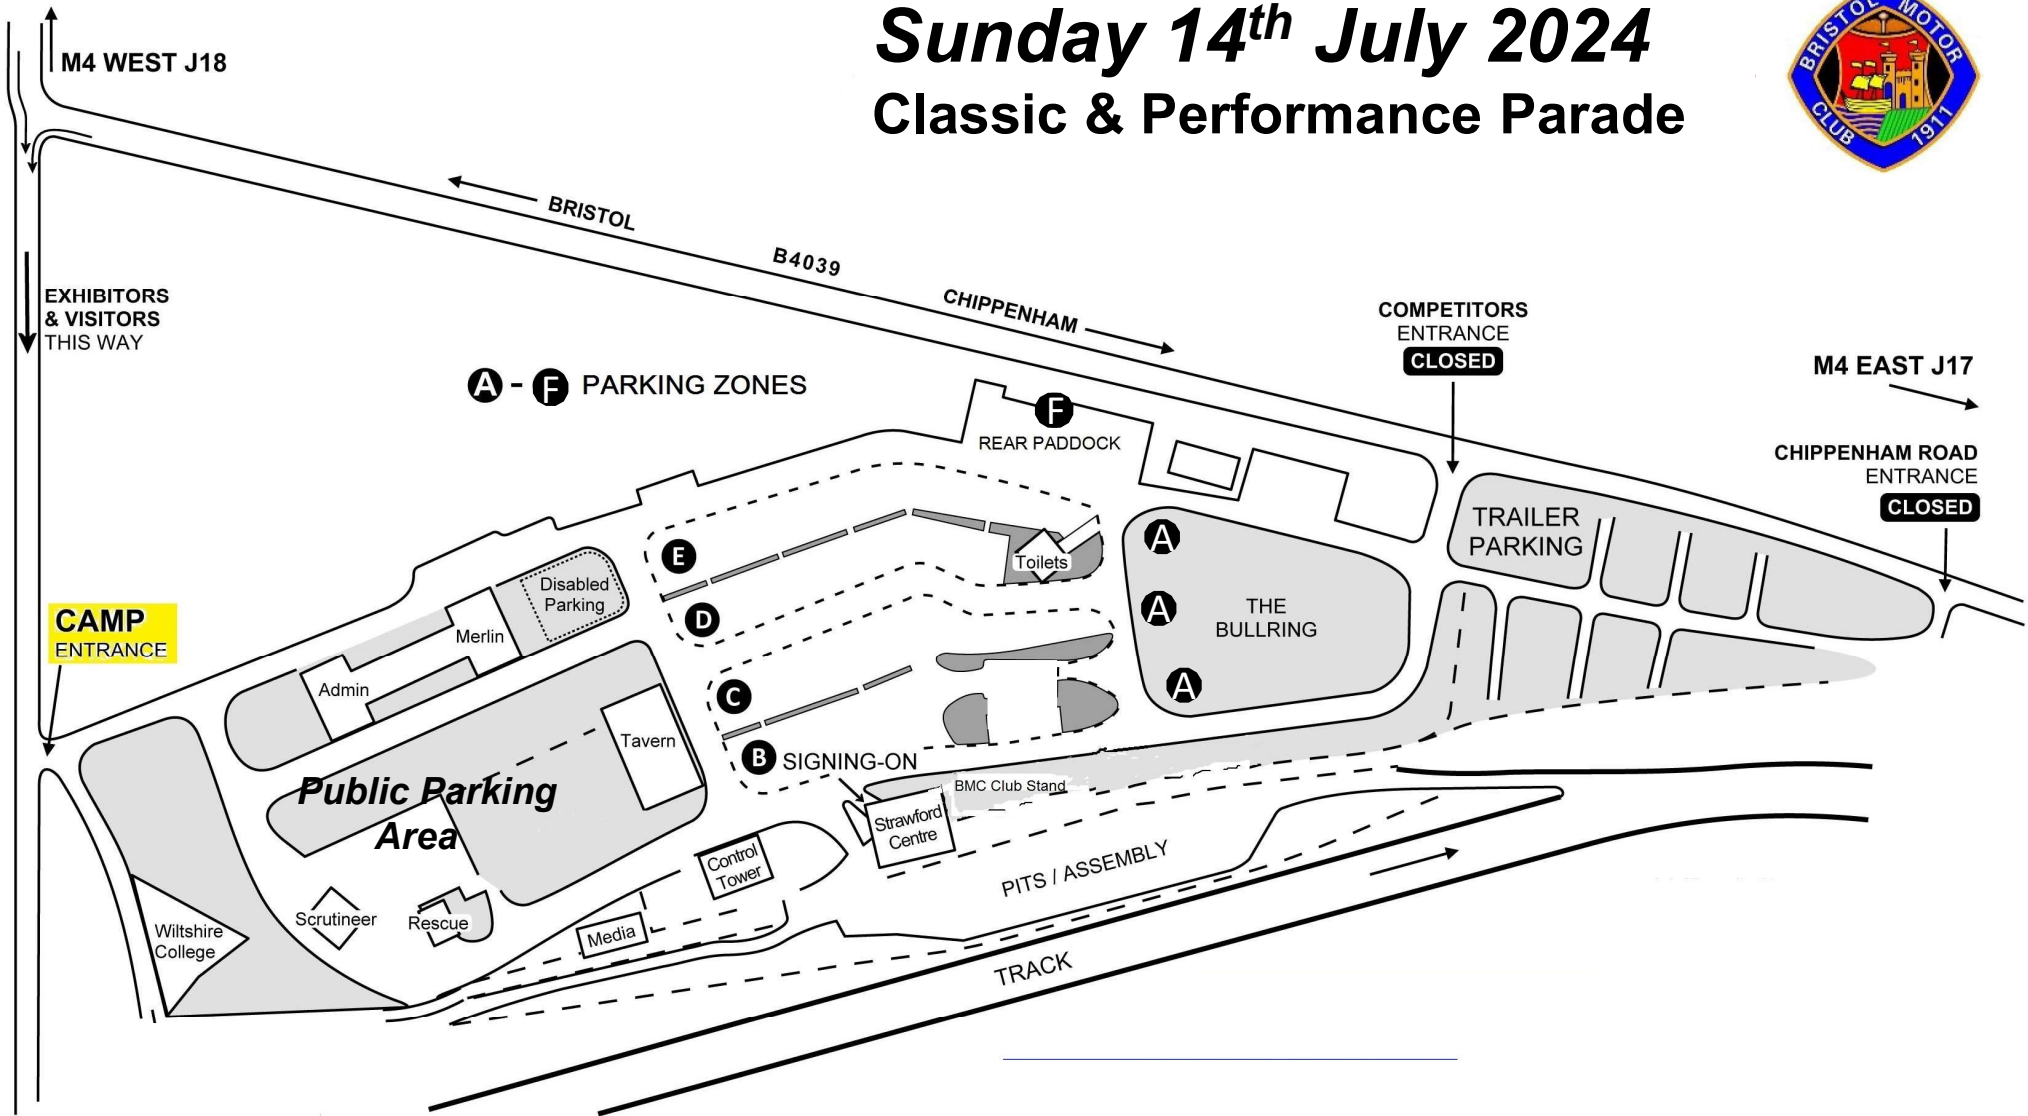 Sunday 14th July 2024
Classic & Performance Parade
BRISTOL MOTOR
CLUB 1911
M4 WEST J18
BRISTOL
B4039
CHIPPENHAM
EXHIBITORS
& VISITORS
THIS WAY
COMPETITORS
ENTRANCE
CLOSED
M4 EAST J17
A - F PARKING ZONES
F
REAR PADDOCK
CHIPPENHAM ROAD
ENTRANCE
CLOSED
TRAILER
PARKING
A
E
Toilets
Disabled
Parking
D
A
THE
BULLRING
CAMP
ENTRANCE
Merlin
Admin
C
A
Tavern
B
SIGNING-ON
Public Parking
Area
BMC Club Stand
Strawford
Centre
Control
Tower
PITS / ASSEMBLY
Scrutineer
Rescue
Media
Wiltshire
College
TRACK